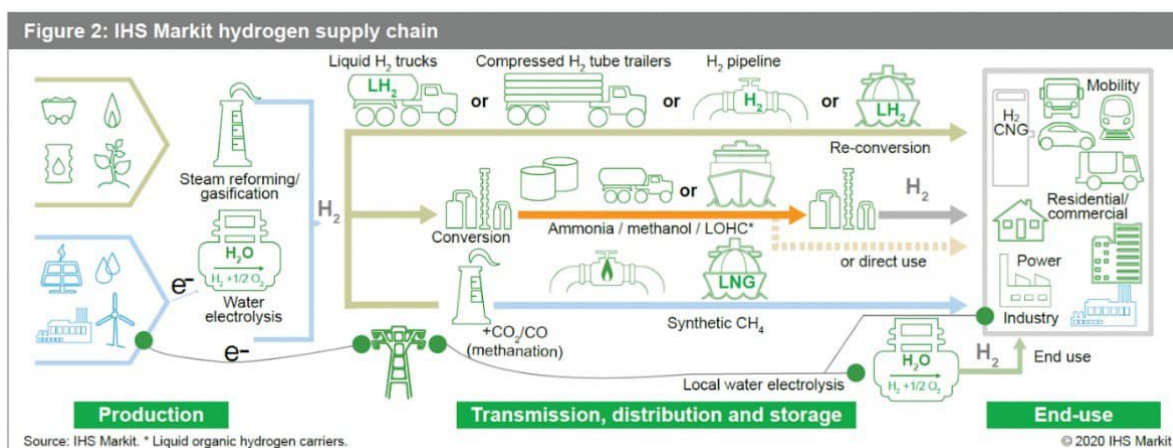 Figure 2: IHS Markit hydrogen supply chain
Liquid H₂ trucks
Compressed H₂ tube trailers
H₂ pipeline
LH₂
or
or
H₂
or
LH₂
Re-conversion
Steam reforming/
gasification
H₂
Conversion
or
Ammonia / methanol / LOHC*
H₂
or direct use
H₂O
H₂ +1/2 O₂
Water
electrolysis
e-
e-
+CO₂/CO
(methanation)
LNG
Synthetic CH₄
Local water electrolysis
H₂O
H₂ +1/2 O₂
H₂
End use
H₂
CNG
Mobility
Residential/
commercial
Power
Industry
Production
Transmission, distribution and storage
End-use
Source: IHS Markit. * Liquid organic hydrogen carriers.
© 2020 IHS Markit